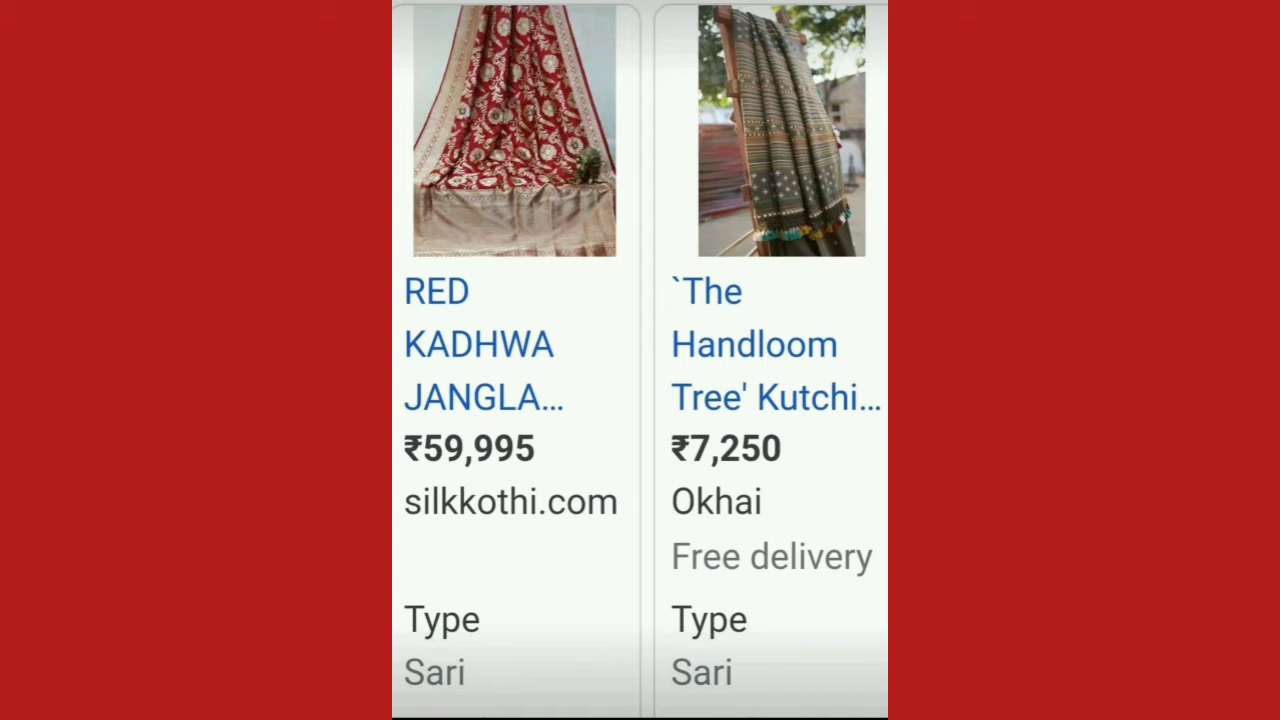 RED
KADHWA
JANGLA...
₹59,995
silkkothi.com
Type
Sari
`The
Handloom
Tree' Kutchi...
₹7,250
Okhai
Free delivery
Type
Sari